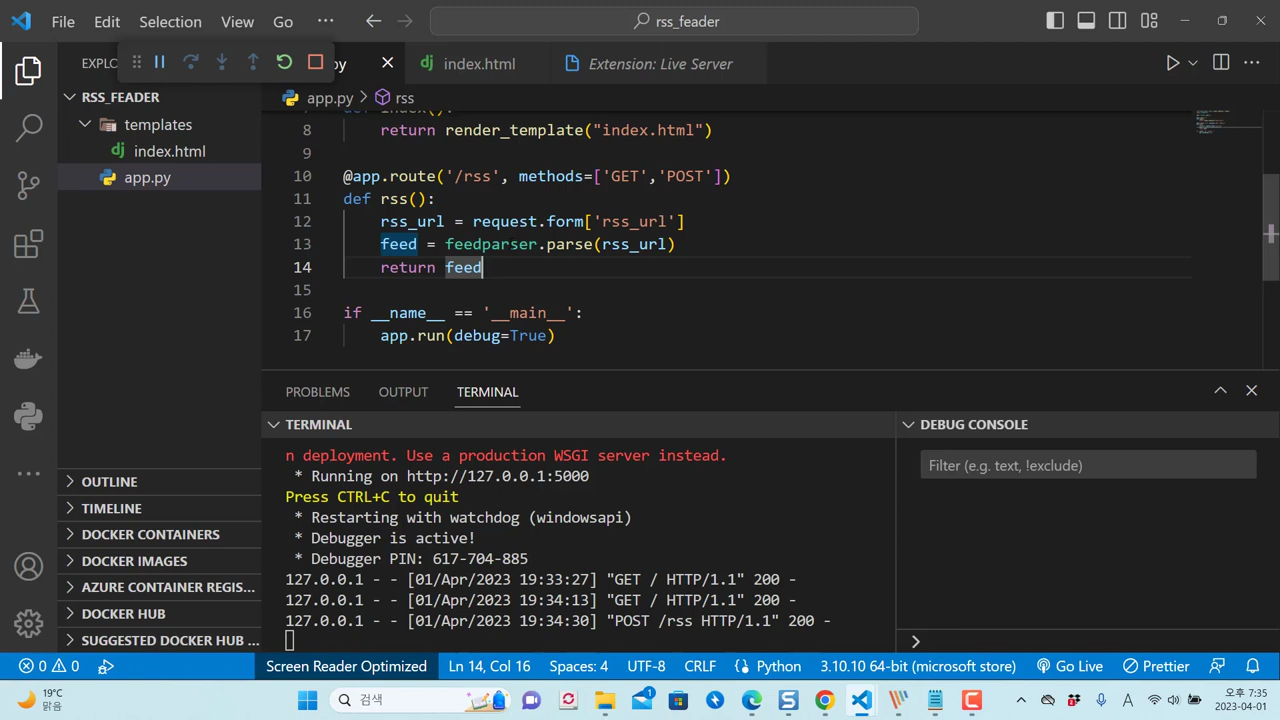 File Edit Selection View Go ··· rss_feader
EXPLO
py index.html Extension: Live Server
RSS_FEADER
templates
index.html
app.py
app.py > rss
8 return render_template("index.html")
9
10 @app.route('/rss', methods=['GET','POST'])
11 def rss():
12 rss_url = request.form['rss_url']
13 feed = feedparser.parse(rss_url)
14 return feed
15
16 if __name__ == '__main__':
17 app.run(debug=True)
PROBLEMS OUTPUT TERMINAL
TERMINAL
n deployment. Use a production WSGI server instead.
* Running on http://127.0.0.1:5000
Press CTRL+C to quit
* Restarting with watchdog (windowsapi)
* Debugger is active!
* Debugger PIN: 617-704-885
127.0.0.1 - - [01/Apr/2023 19:33:27] "GET / HTTP/1.1" 200 -
127.0.0.1 - - [01/Apr/2023 19:34:13] "GET / HTTP/1.1" 200 -
127.0.0.1 - - [01/Apr/2023 19:34:30] "POST /rss HTTP/1.1" 200 -
DEBUG CONSOLE
Filter (e.g. text, !exclude)
OUTLINE
TIMELINE
DOCKER CONTAINERS
DOCKER IMAGES
AZURE CONTAINER REGIS...
DOCKER HUB
SUGGESTED DOCKER HUB ...
0 0 Screen Reader Optimized Ln 14, Col 16 Spaces: 4 UTF-8 CRLF Python 3.10.10 64-bit (microsoft store) Go Live Prettier
19°C
맑음
검색
A
오후 7:35
2023-04-01